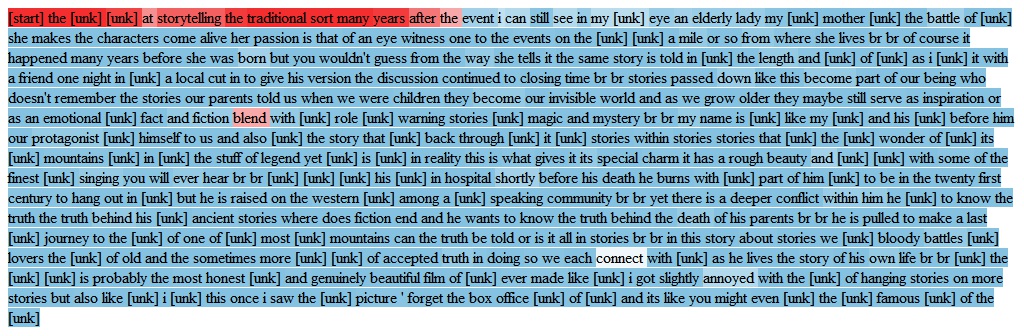 [start] the [unk] [unk] at storytelling the traditional sort many years after the event i can still see in my [unk] eye an elderly lady my [unk] mother [unk] the battle of [unk]
she makes the characters come alive her passion is that of an eye witness one to the events on the [unk] [unk] a mile or so from where she lives br br of course it
happened many years before she was born but you wouldn't guess from the way she tells it the same story is told in [unk] the length and [unk] of [unk] as i [unk] it with
a friend one night in [unk] a local cut in to give his version the discussion continued to closing time br br stories passed down like this become part of our being who
doesn't remember the stories our parents told us when we were children they become our invisible world and as we grow older they maybe still serve as inspiration or
as an emotional [unk] fact and fiction blend with [unk] role [unk] warning stories [unk] magic and mystery br br my name is [unk] like my [unk] and his [unk] before him
our protagonist [unk] himself to us and also [unk] the story that [unk] back through [unk] it [unk] stories within stories stories that [unk] the [unk] wonder of [unk] its
[unk] mountains [unk] in [unk] the stuff of legend yet [unk] is [unk] in reality this is what gives it its special charm it has a rough beauty and [unk] [unk] with some of the
finest [unk] singing you will ever hear br br [unk] [unk] [unk] his [unk] in hospital shortly before his death he burns with [unk] part of him [unk] to be in the twenty first
century to hang out in [unk] but he is raised on the western [unk] among a [unk] speaking community br br yet there is a deeper conflict within him he [unk] to know the
truth the truth behind his [unk] ancient stories where does fiction end and he wants to know the truth behind the death of his parents br br he is pulled to make a last
[unk] journey to the [unk] of one of [unk] most [unk] mountains can the truth be told or is it all in stories br br in this story about stories we [unk] bloody battles [unk]
lovers the [unk] of old and the sometimes more [unk] [unk] of accepted truth in doing so we each connect with [unk] as he lives the story of his own life br br [unk] the
[unk] [unk] is probably the most honest [unk] and genuinely beautiful film of [unk] ever made like [unk] i got slightly annoyed with the [unk] of hanging stories on more
stories but also like [unk] i [unk] this once i saw the [unk] picture ' forget the box office [unk] of [unk] and its like you might even [unk] the [unk] famous [unk] of the
[unk]